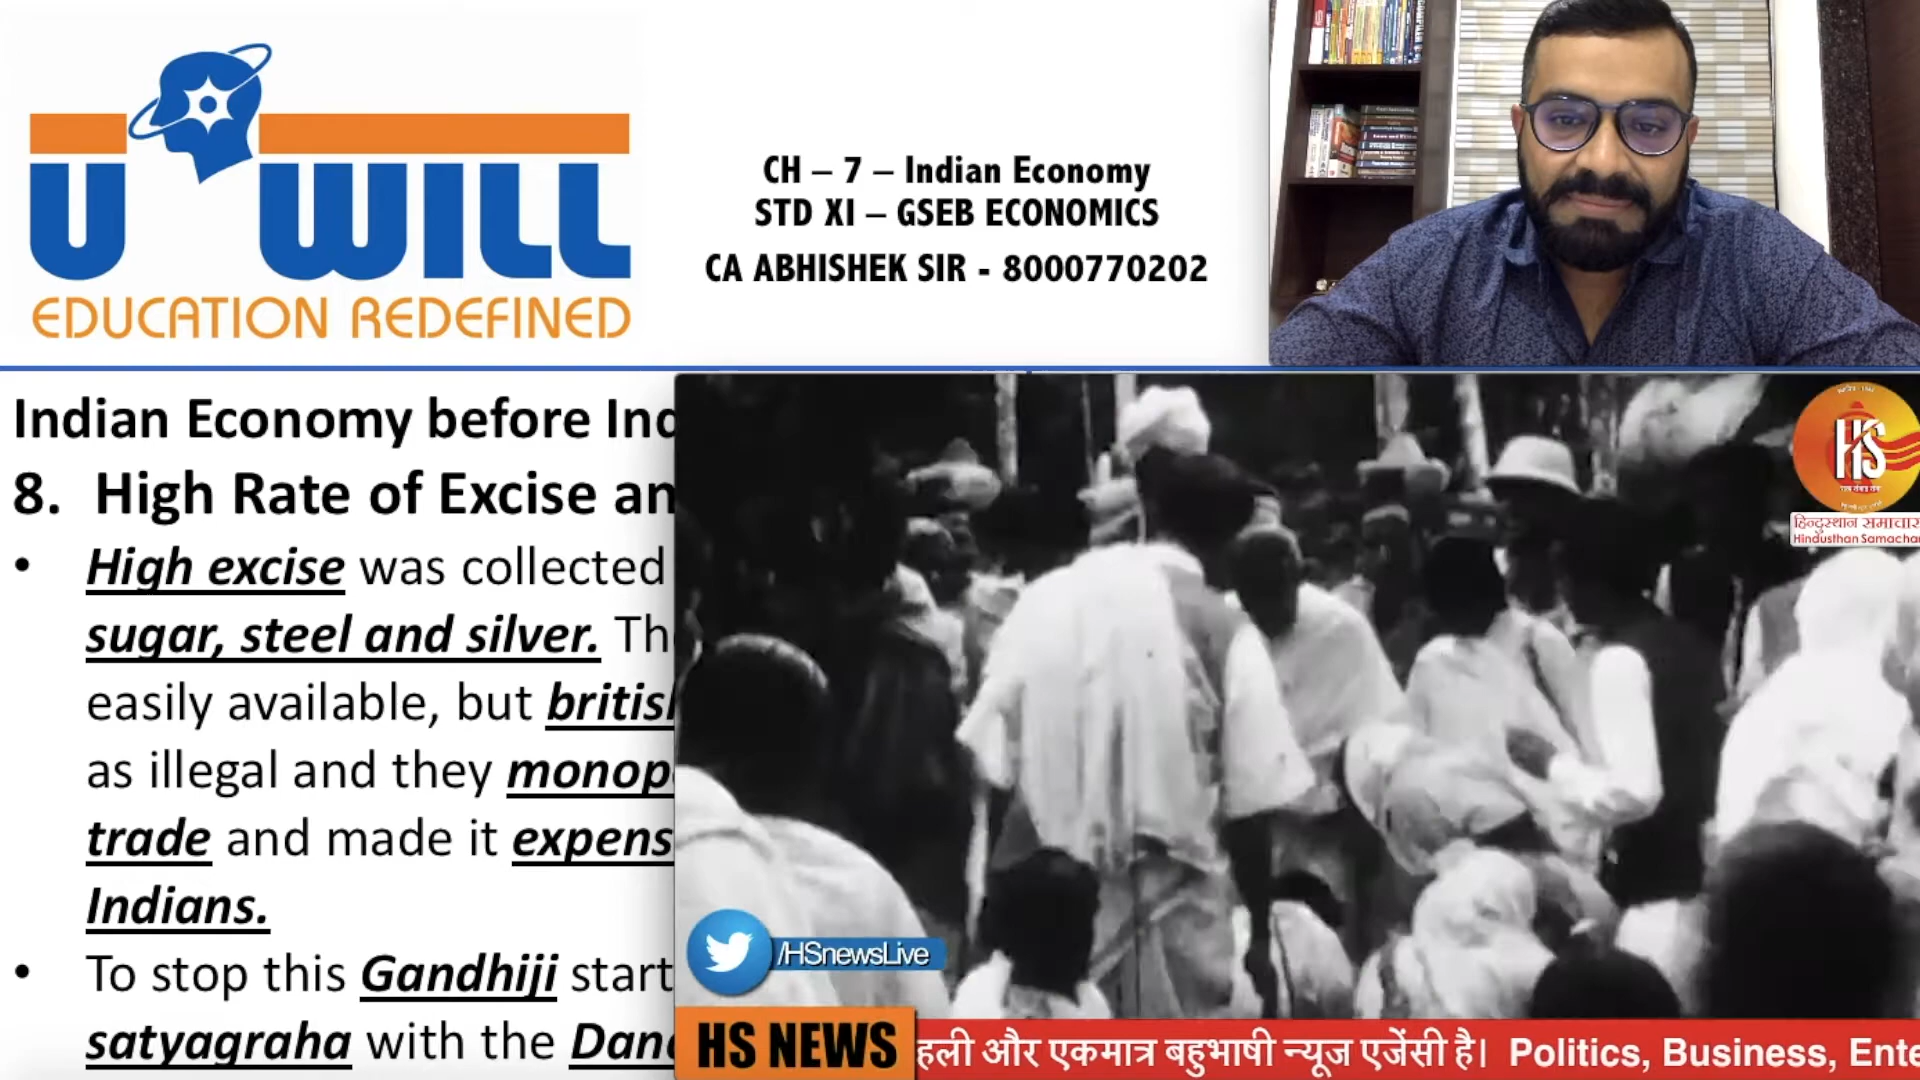 U WILL
EDUCATION REDEFINED
CH – 7 – Indian Economy
STD XI – GSEB ECONOMICS
CA ABHISHEK SIR - 8000770202
Indian Economy before Ind
8. High Rate of Excise an
• High excise was collected
sugar, steel and silver. Th
easily available, but british
as illegal and they monop
trade and made it expens
Indians.
• To stop this Gandhiji start
satyagraha with the Dand
HS
हिन्दुस्थान समाचार
Hindusthan Samachar
/HSnewsLive
HS NEWS
हली और एकमात्र बहुभाषी न्यूज एजेंसी है। Politics, Business, Ente